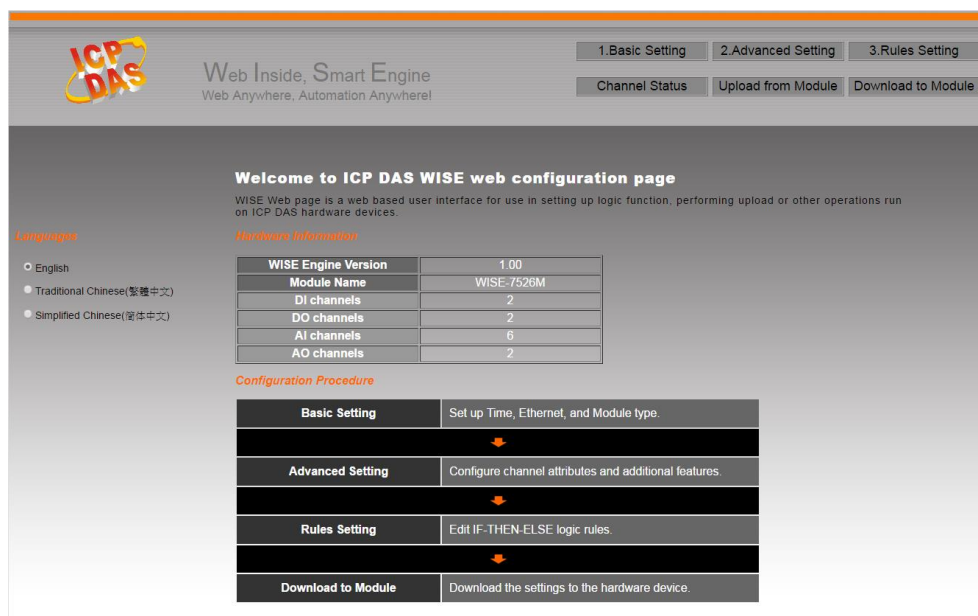 ICP
DAS
Web Inside, Smart Engine
Web Anywhere, Automation Anywhere!
1.Basic Setting
2.Advanced Setting
3.Rules Setting
Channel Status
Upload from Module
Download to Module
Welcome to ICP DAS WISE web configuration page
WISE Web page is a web based user interface for use in setting up logic function, performing upload or other operations run
on ICP DAS hardware devices.
Languages
English
Traditional Chinese(繁體中文)
Simplified Chinese(简体中文)
Hardware Information
WISE Engine Version 1.00
Module Name WISE-7526M
DI channels 2
DO channels 2
AI channels 6
AO channels 2
Configuration Procedure
Basic Setting Set up Time, Ethernet, and Module type.
Advanced Setting Configure channel attributes and additional features.
Rules Setting Edit IF-THEN-ELSE logic rules.
Download to Module Download the settings to the hardware device.